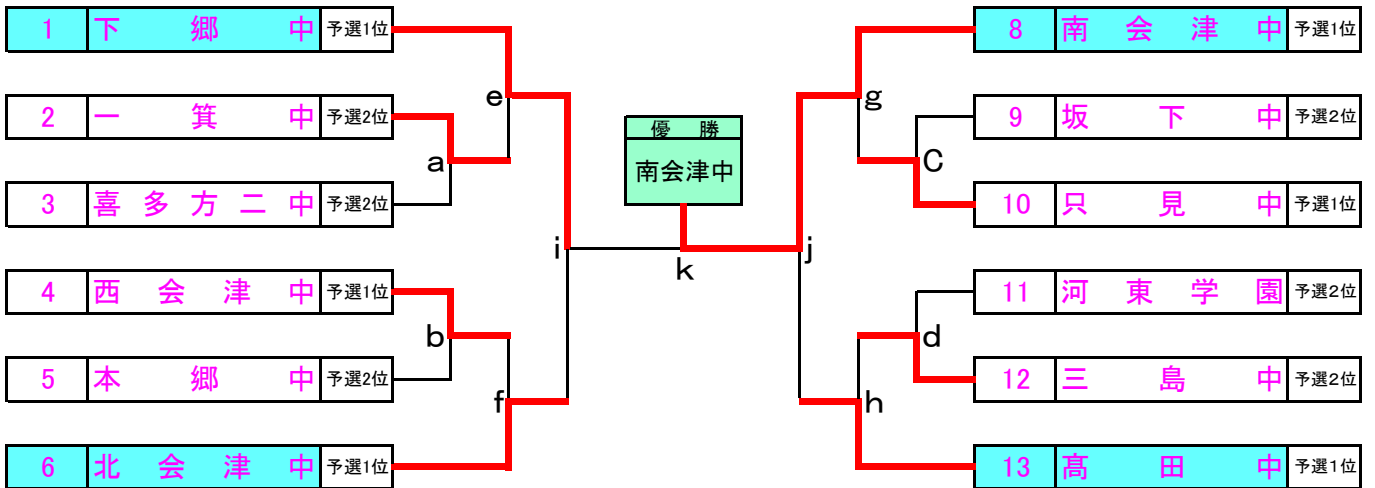 1 下郷中 予選1位
2 一箕中 予選2位
3 喜多方二中 予選2位
4 西会津中 予選1位
5 本郷中 予選2位
6 北会津中 予選1位
e
a
b
f
i
優勝
南会津中
k
j
g
C
d
h
8 南会津中 予選1位
9 坂下中 予選2位
10 只見中 予選1位
11 河東学園 予選2位
12 三島中 予選2位
13 髙田中 予選1位